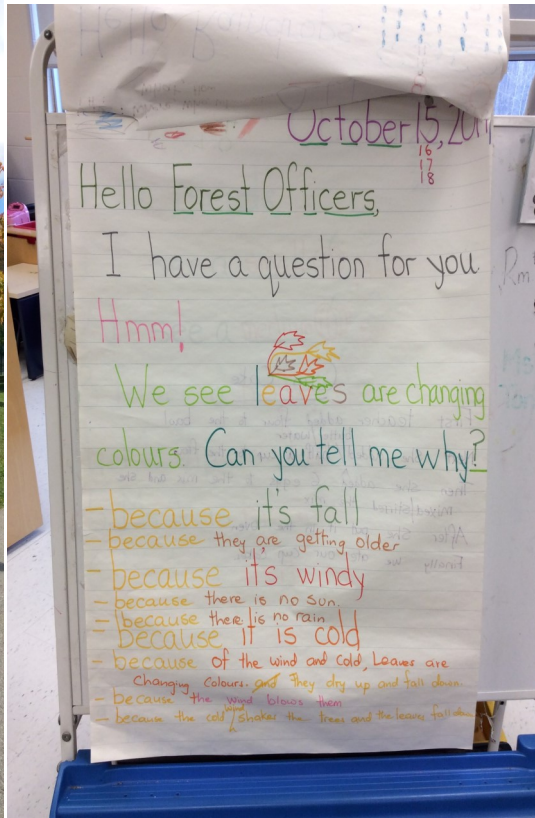 Hello
October 15, 201
16
17
18
Hello Forest Officers,
I have a question for you
Hmm!
We see leaves are changing
colours. Can you tell me why?
- because it's fall
- because they are getting older
- because it's windy
- because there is no sun
- because there is no rain
- because it is cold
- because of the wind and cold, Leaves are
changing colours. and They dry up and fall down.
- because the wind blows them
- because the cold wind shakes the trees and the leaves fall down
Rm
Ms